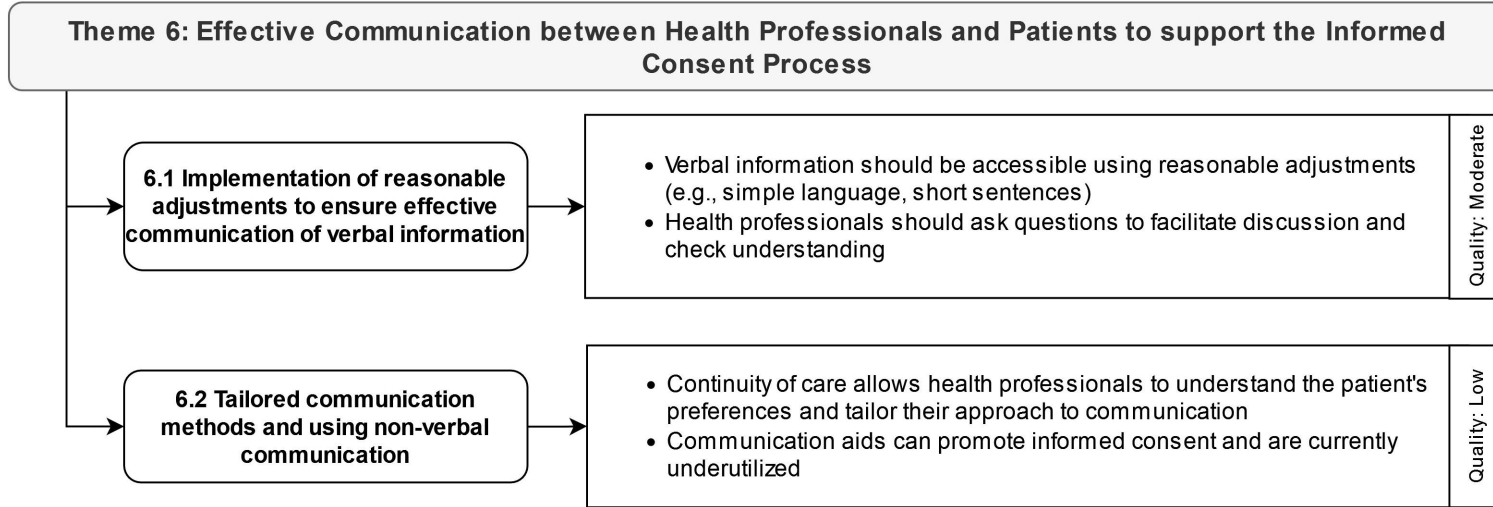 Theme 6: Effective Communication between Health Professionals and Patients to support the Informed
Consent Process
6.1 Implementation of reasonable
adjustments to ensure effective
communication of verbal information
• Verbal information should be accessible using reasonable adjustments
(e.g., simple language, short sentences)
• Health professionals should ask questions to facilitate discussion and
check understanding
Quality: Moderate
6.2 Tailored communication
methods and using non-verbal
communication
• Continuity of care allows health professionals to understand the patient's
preferences and tailor their approach to communication
• Communication aids can promote informed consent and are currently
underutilized
Quality: Low